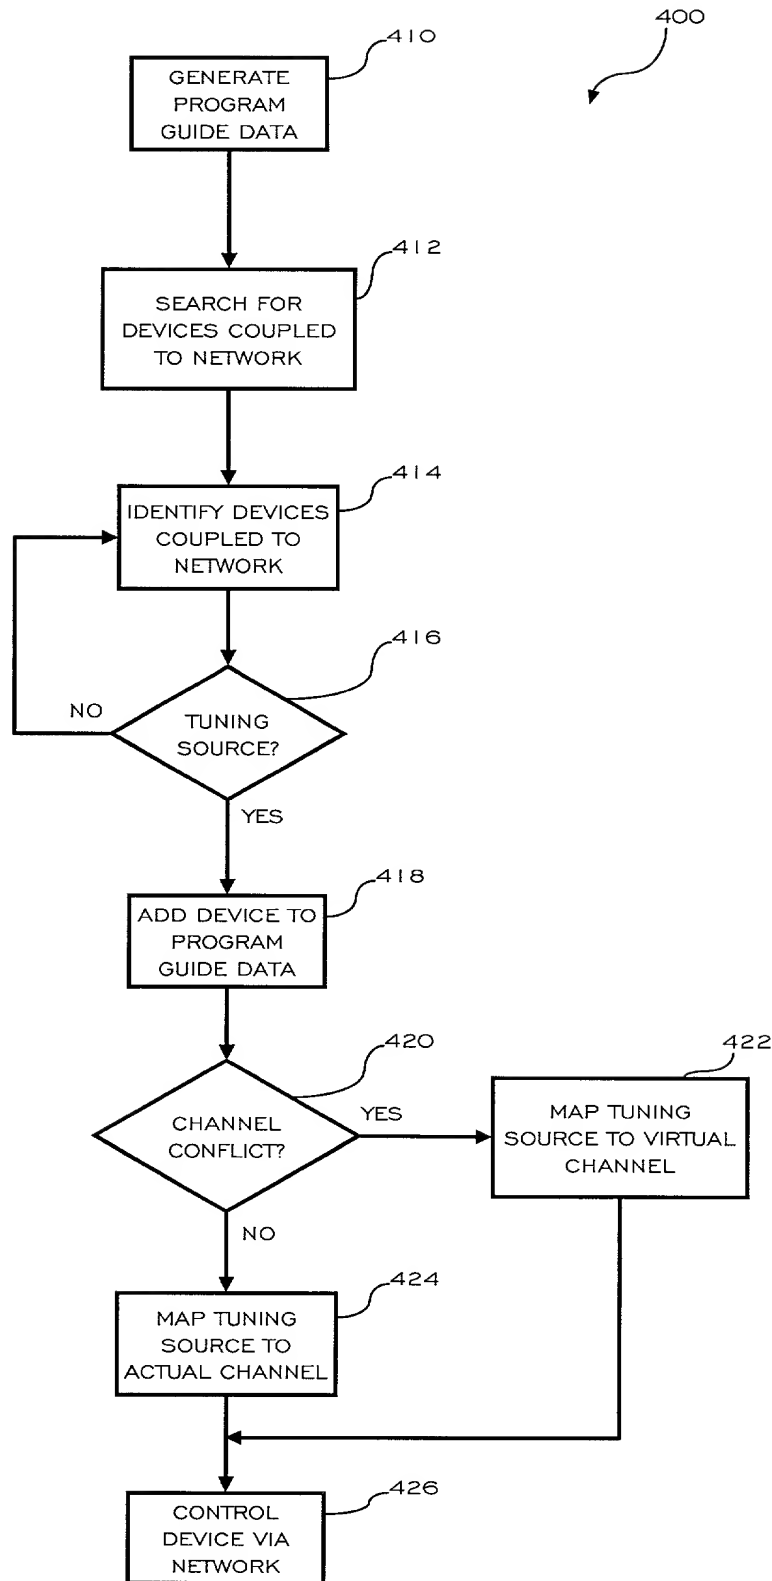 400
410
GENERATE
PROGRAM
GUIDE DATA
412
SEARCH FOR
DEVICES COUPLED
TO NETWORK
414
IDENTIFY DEVICES
COUPLED TO
NETWORK
416
NO
TUNING
SOURCE?
YES
418
ADD DEVICE TO
PROGRAM
GUIDE DATA
420
CHANNEL
CONFLICT?
YES
422
MAP TUNING
SOURCE TO VIRTUAL
CHANNEL
NO
424
MAP TUNING
SOURCE TO
ACTUAL CHANNEL
426
CONTROL
DEVICE VIA
NETWORK